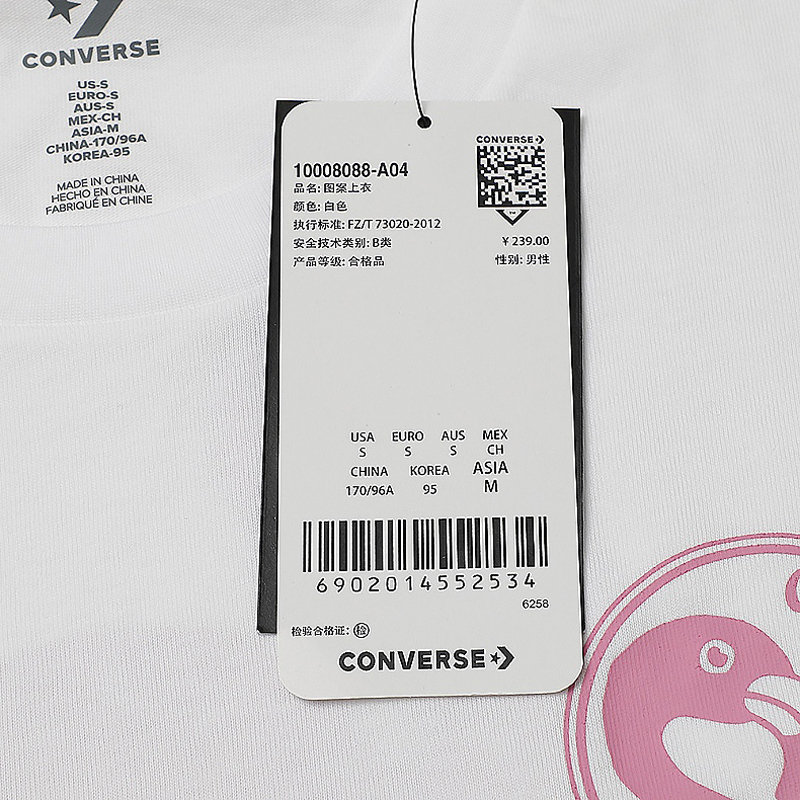 CONVERSE
US-S
EURO-S
AUS-S
MEX-CH
ASIA-M
CHINA-170/96A
KOREA-95
MADE IN CHINA
HECHO EN CHINA
FABRIQUÉ EN CHINE
CONVERSE
10008088-A04
品名: 图案上衣
颜色: 白色
执行标准: FZ/T 73020-2012
安全技术类别: B类
¥ 239.00
产品等级: 合格品
性别: 男性
USA EURO AUS MEX
S S S CH
CHINA KOREA ASIA
170/96A 95 M
6902014552534
6258
检验合格证: 检
CONVERSE